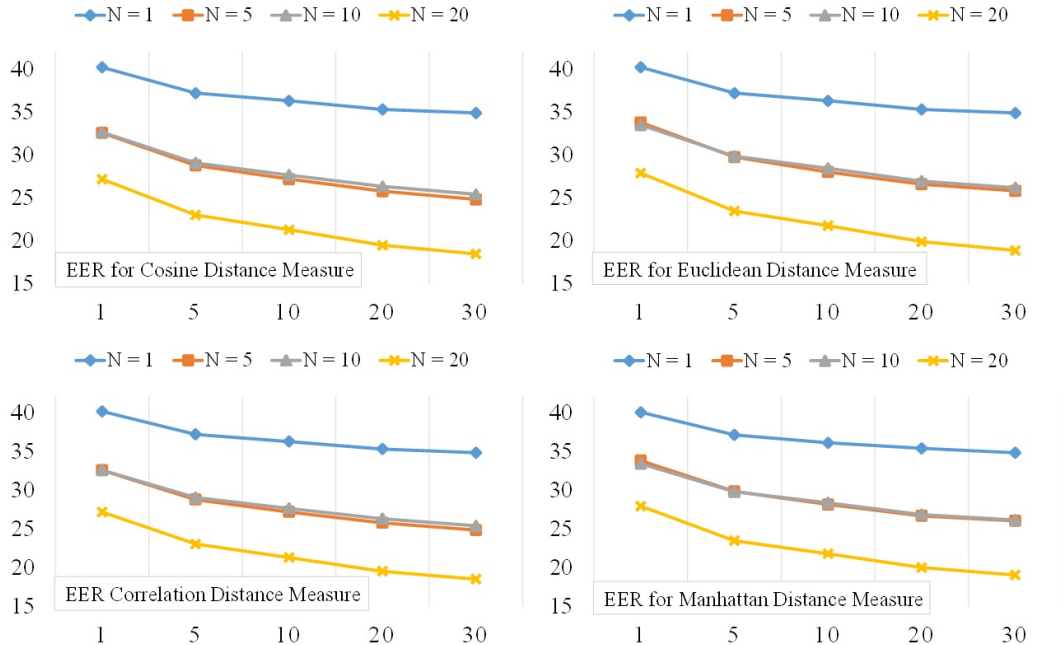 N = 1 N = 5 N = 10 N = 20
40
35
30
25
20
15
EER for Cosine Distance Measure
1 5 10 20 30
N = 1 N = 5 N = 10 N = 20
40
35
30
25
20
15
EER for Euclidean Distance Measure
1 5 10 20 30
N = 1 N = 5 N = 10 N = 20
40
35
30
25
20
15
EER Correlation Distance Measure
1 5 10 20 30
N = 1 N = 5 N = 10 N = 20
40
35
30
25
20
15
EER for Manhattan Distance Measure
1 5 10 20 30